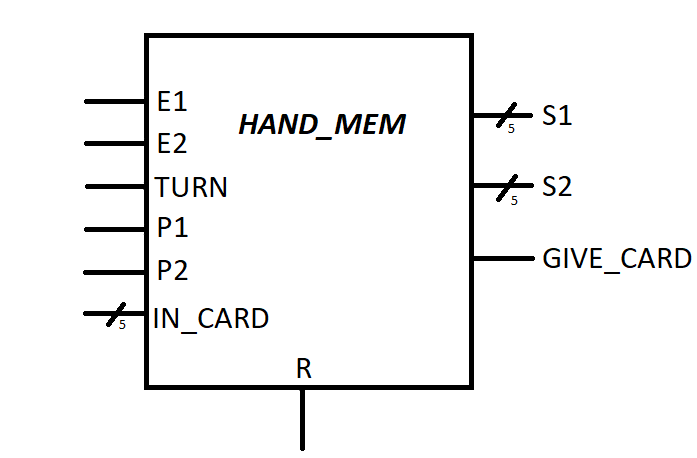 HAND_MEM
E1
E2
TURN
P1
P2
5
IN_CARD
R
5
S1
5
S2
GIVE_CARD